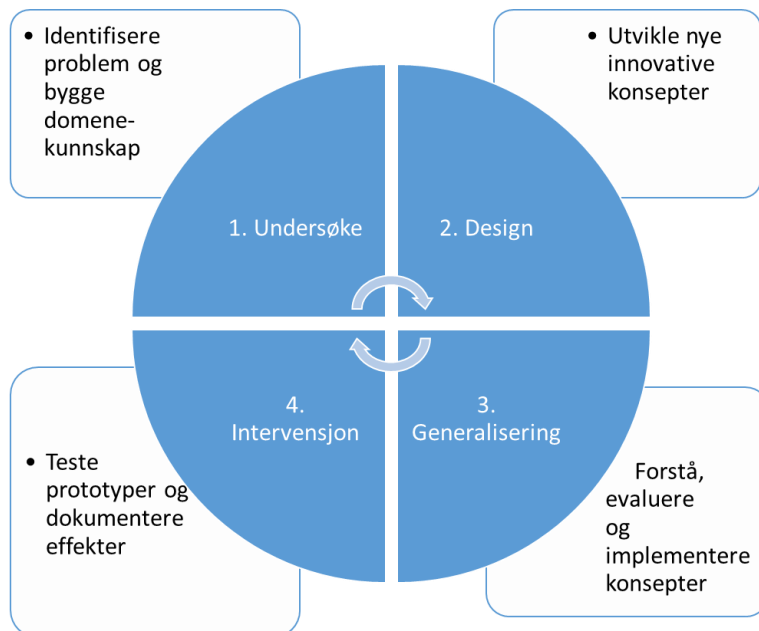 • Identifisere
problem og
bygge
domene-
kunnskap
• Utvikle nye
innovative
konsepter
1. Undersøke
2. Design
4.
Intervensjon
3.
Generalisering
• Teste
prototyper og
dokumentere
effekter
Forstå,
evaluere
og
implementere
konsepter